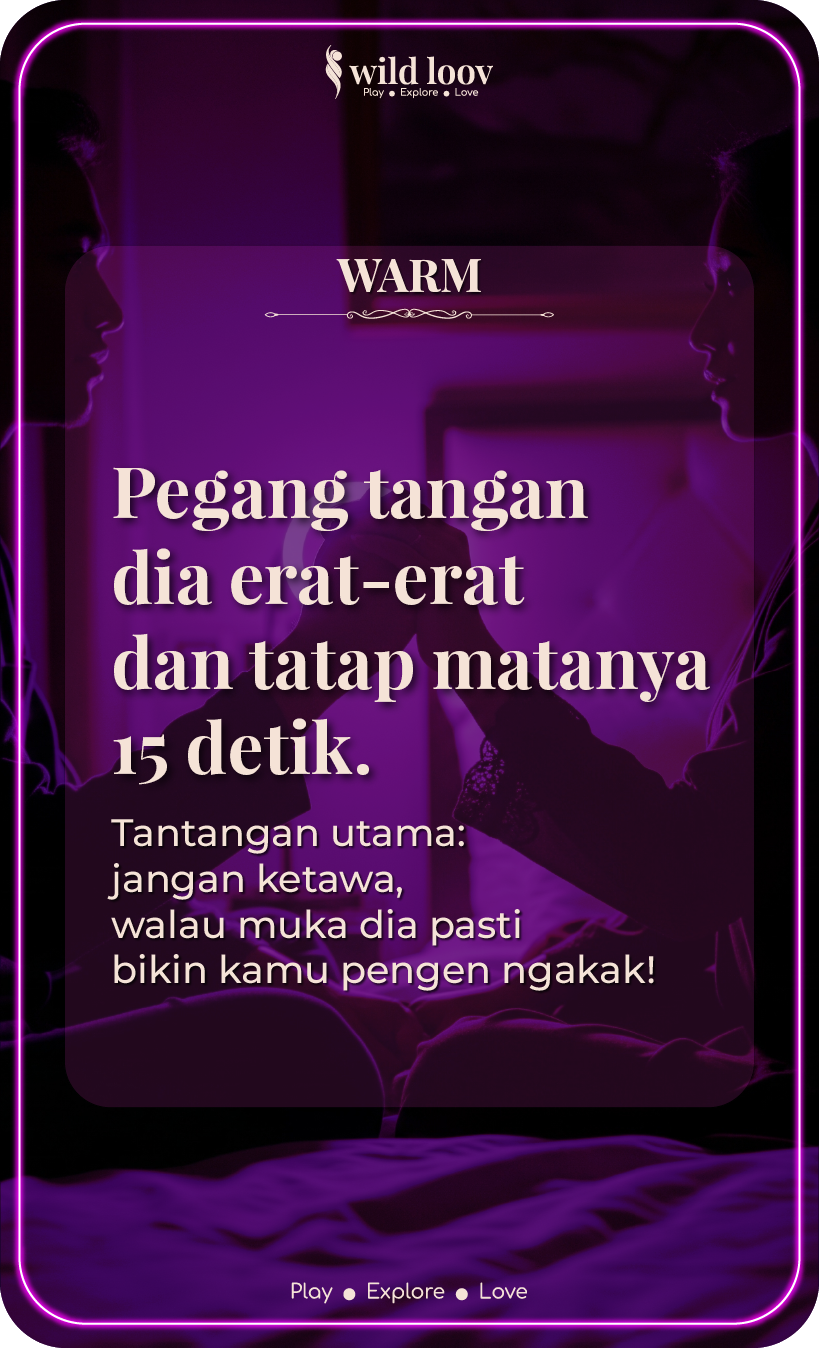 wild loov
Play • Explore • Love
WARM
Pegang tangan
dia erat-erat
dan tatap matanya
15 detik.
Tantangan utama:
jangan ketawa,
walau muka dia pasti
bikin kamu pengen ngakak!
Play • Explore • Love